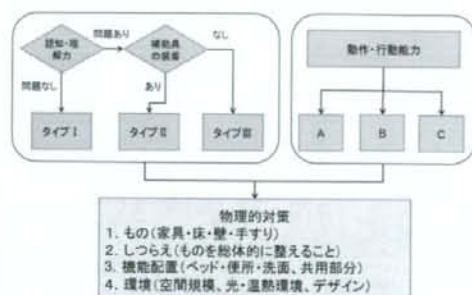 認知・理
解力
問題あり
補助具
の装着
なし
問題なし
あり
タイプⅠ
タイプⅡ
タイプⅢ
動作・行動能力
A
B
C
物理的対策
1. もの(家具・床・壁・手すり)
2. しつらえ(ものを総体的に整えること)
3. 機能配置(ベッド・便所・洗面、共用部分)
4. 環境(空間規模、光・温熱環境、デザイン)